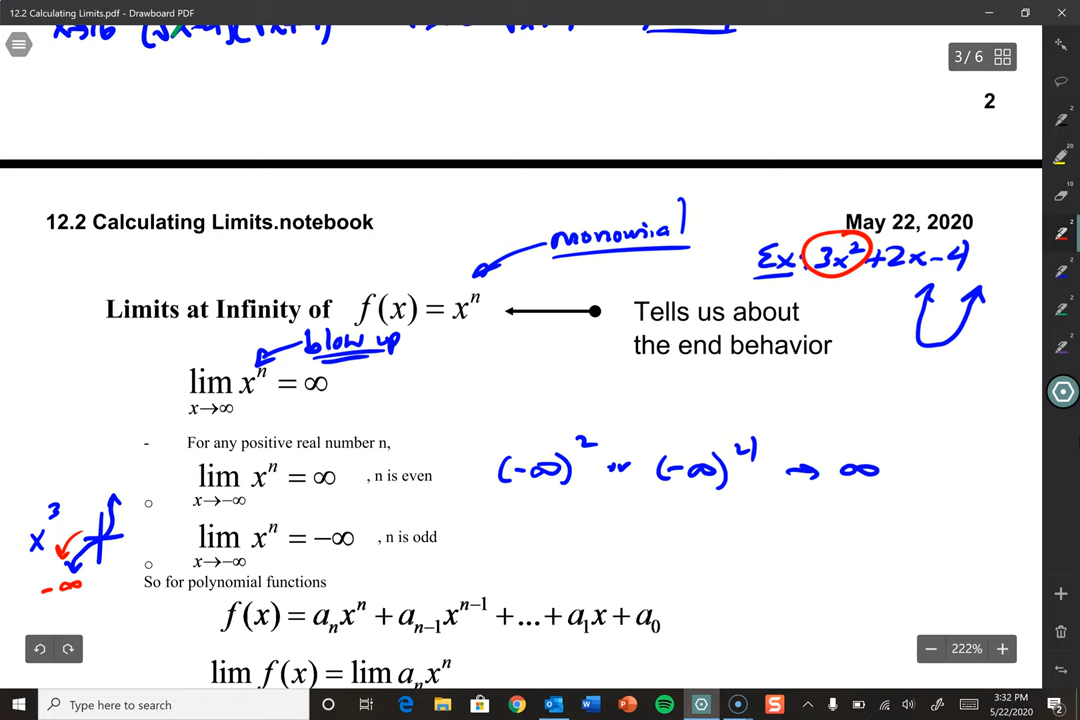 12.2 Calculating Limits.pdf - Drawboard PDF
3 / 6
2
12.2 Calculating Limits.notebook
May 22, 2020
monomial
Ex: 3x² + 2x - 4
Limits at Infinity of f(x) = xⁿ
Tells us about
the end behavior
blow up
lim xⁿ = ∞
x→∞
- For any positive real number n,
lim xⁿ = ∞ , n is even
x→-∞
(-∞)² or (-∞)⁴ → ∞
x³
lim xⁿ = -∞ , n is odd
x→-∞
-∞
So for polynomial functions
f(x) = aₙxⁿ + aₙ₋₁xⁿ⁻¹ + ... + a₁x + a₀
lim f(x) = lim aₙxⁿ
222%
Type here to search
3:32 PM
5/22/2020